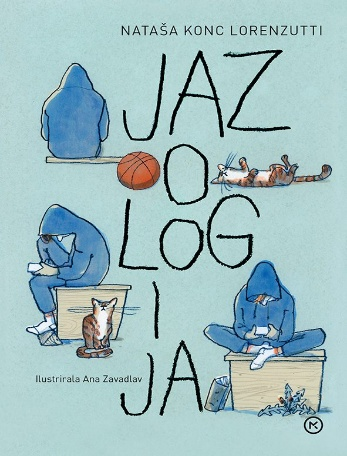 NATAŠA KONC LORENZUTTI
JAZ
O
LOG
I
JA
Ilustrirala Ana Zavadlav